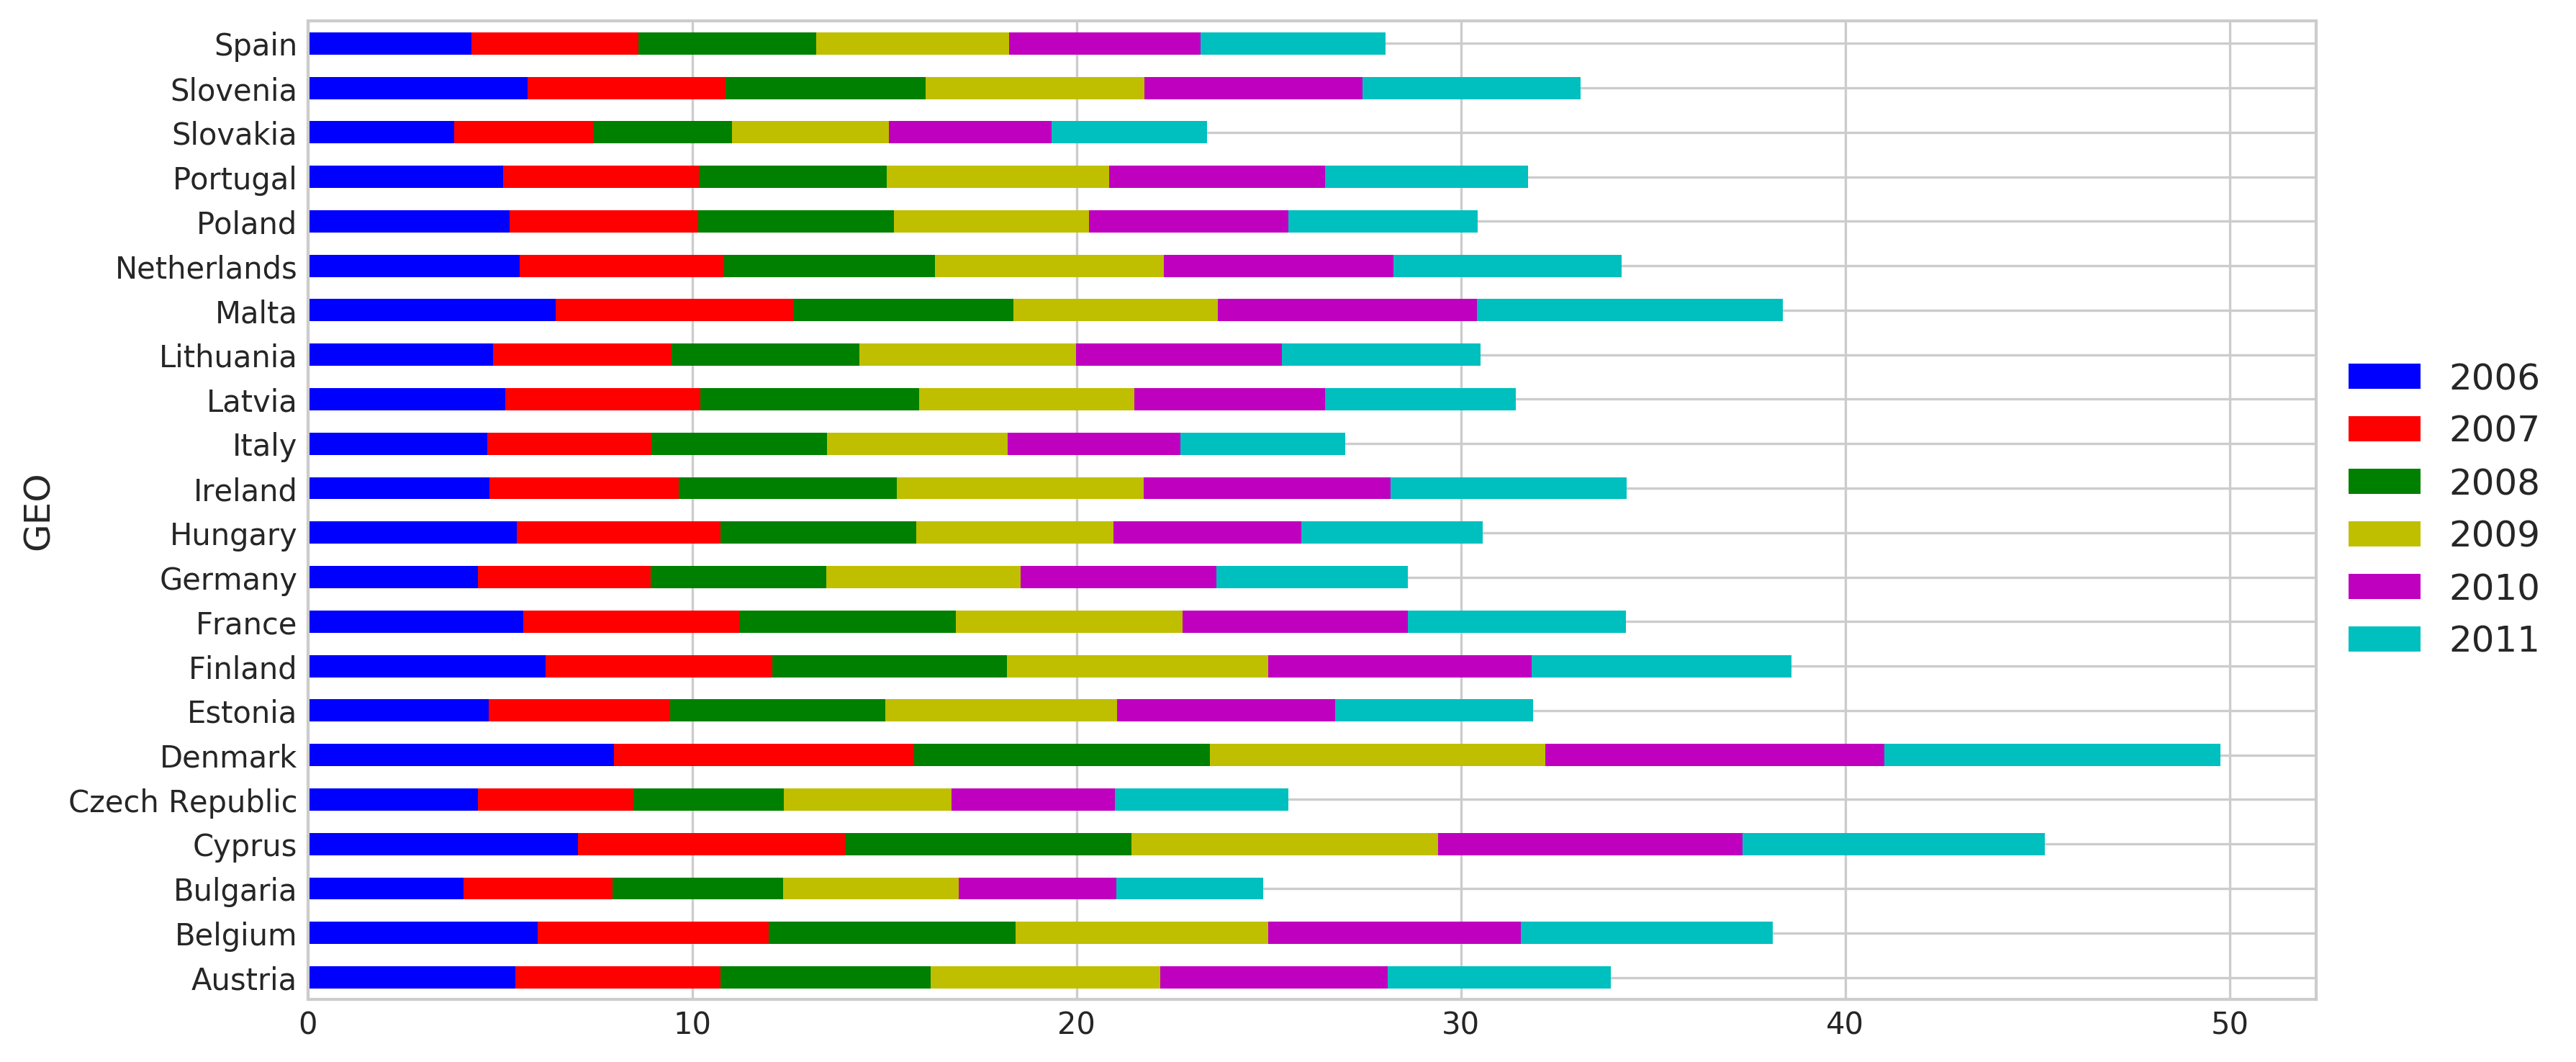 Spain
Slovenia
Slovakia
Portugal
Poland
Netherlands
Malta
Lithuania
Latvia
Italy
Ireland
Hungary
Germany
France
Finland
Estonia
Denmark
Czech Republic
Cyprus
Bulgaria
Belgium
Austria
GEO
0 10 20 30 40 50
2006
2007
2008
2009
2010
2011